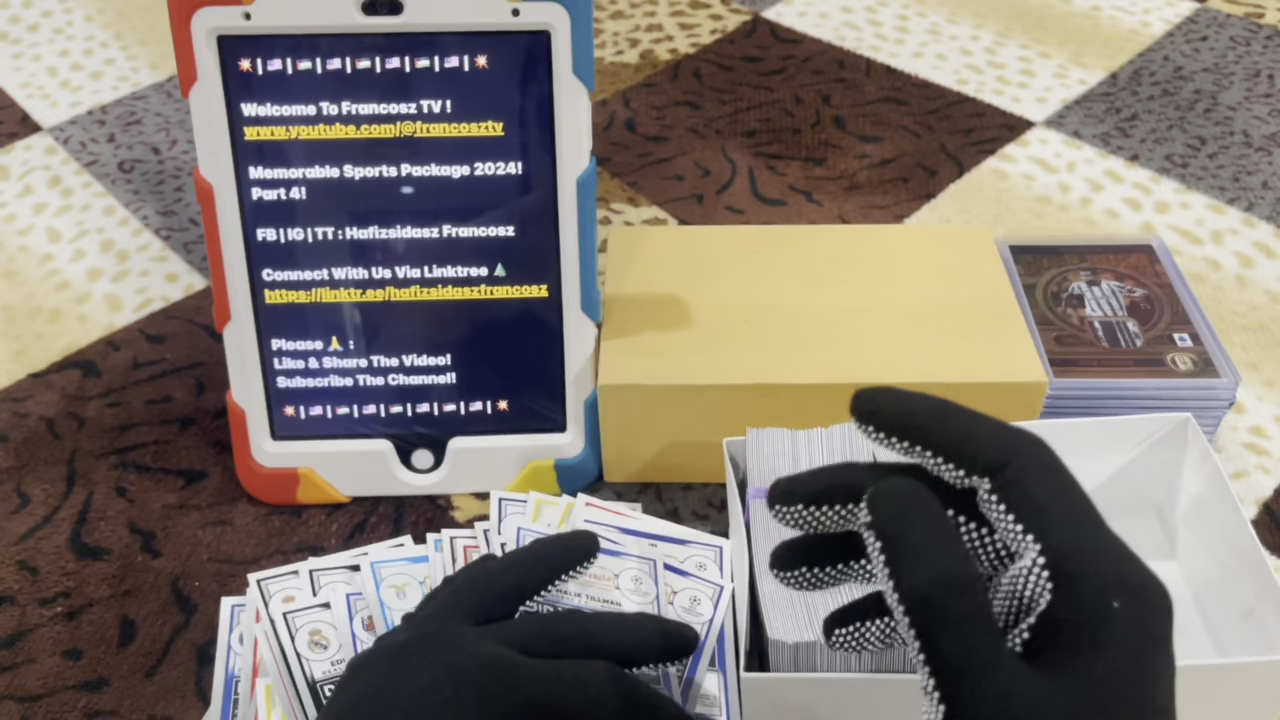 💥 | 🇲🇾 | 🇵🇸 | 🇲🇾 | 🇵🇸 | 🇲🇾 | 🇵🇸 | 🇲🇾 | 💥
Welcome To Francosz TV !
www.youtube.com/@francosztv
Memorable Sports Package 2024!
Part 4!
FB | IG | TT : Hafizsidasz Francosz
Connect With Us Via Linktree
https://linktr.ee/hafizsidaszfrancosz
Please 🙏 :
Like & Share The Video!
Subscribe The Channel!
💥 | 🇲🇾 | 🇵🇸 | 🇲🇾 | 🇵🇸 | 🇲🇾 | 🇵🇸 | 🇲🇾 | 💥
MALIK TILLMAN
EDI